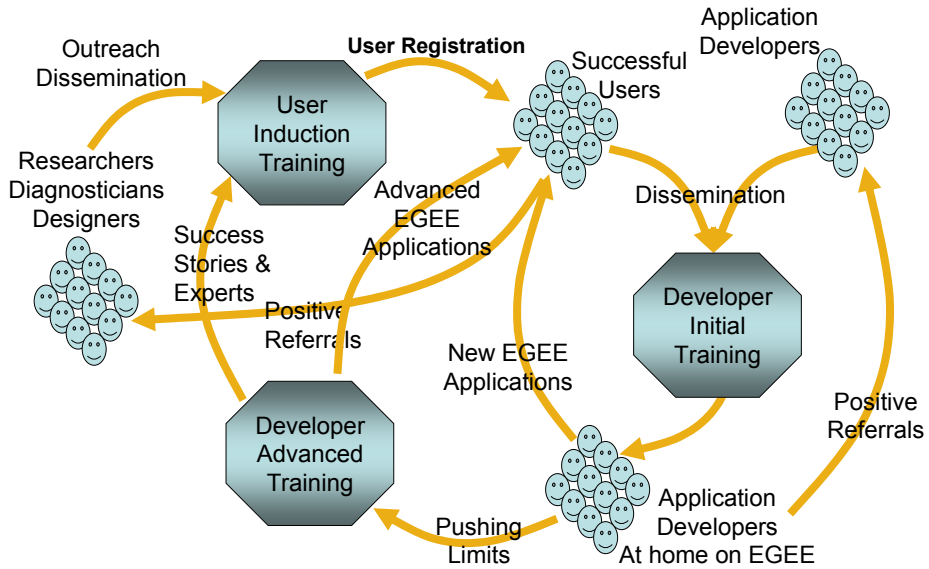 Outreach
Dissemination
User Registration
Application
Developers
Successful
Users
User
Induction
Training
Researchers
Diagnosticians
Designers
Advanced
EGEE
Applications
Dissemination
Success
Stories &
Experts
Positive
Referrals
Developer
Initial
Training
New EGEE
Applications
Positive
Referrals
Developer
Advanced
Training
Pushing
Limits
Application
Developers
At home on EGEE